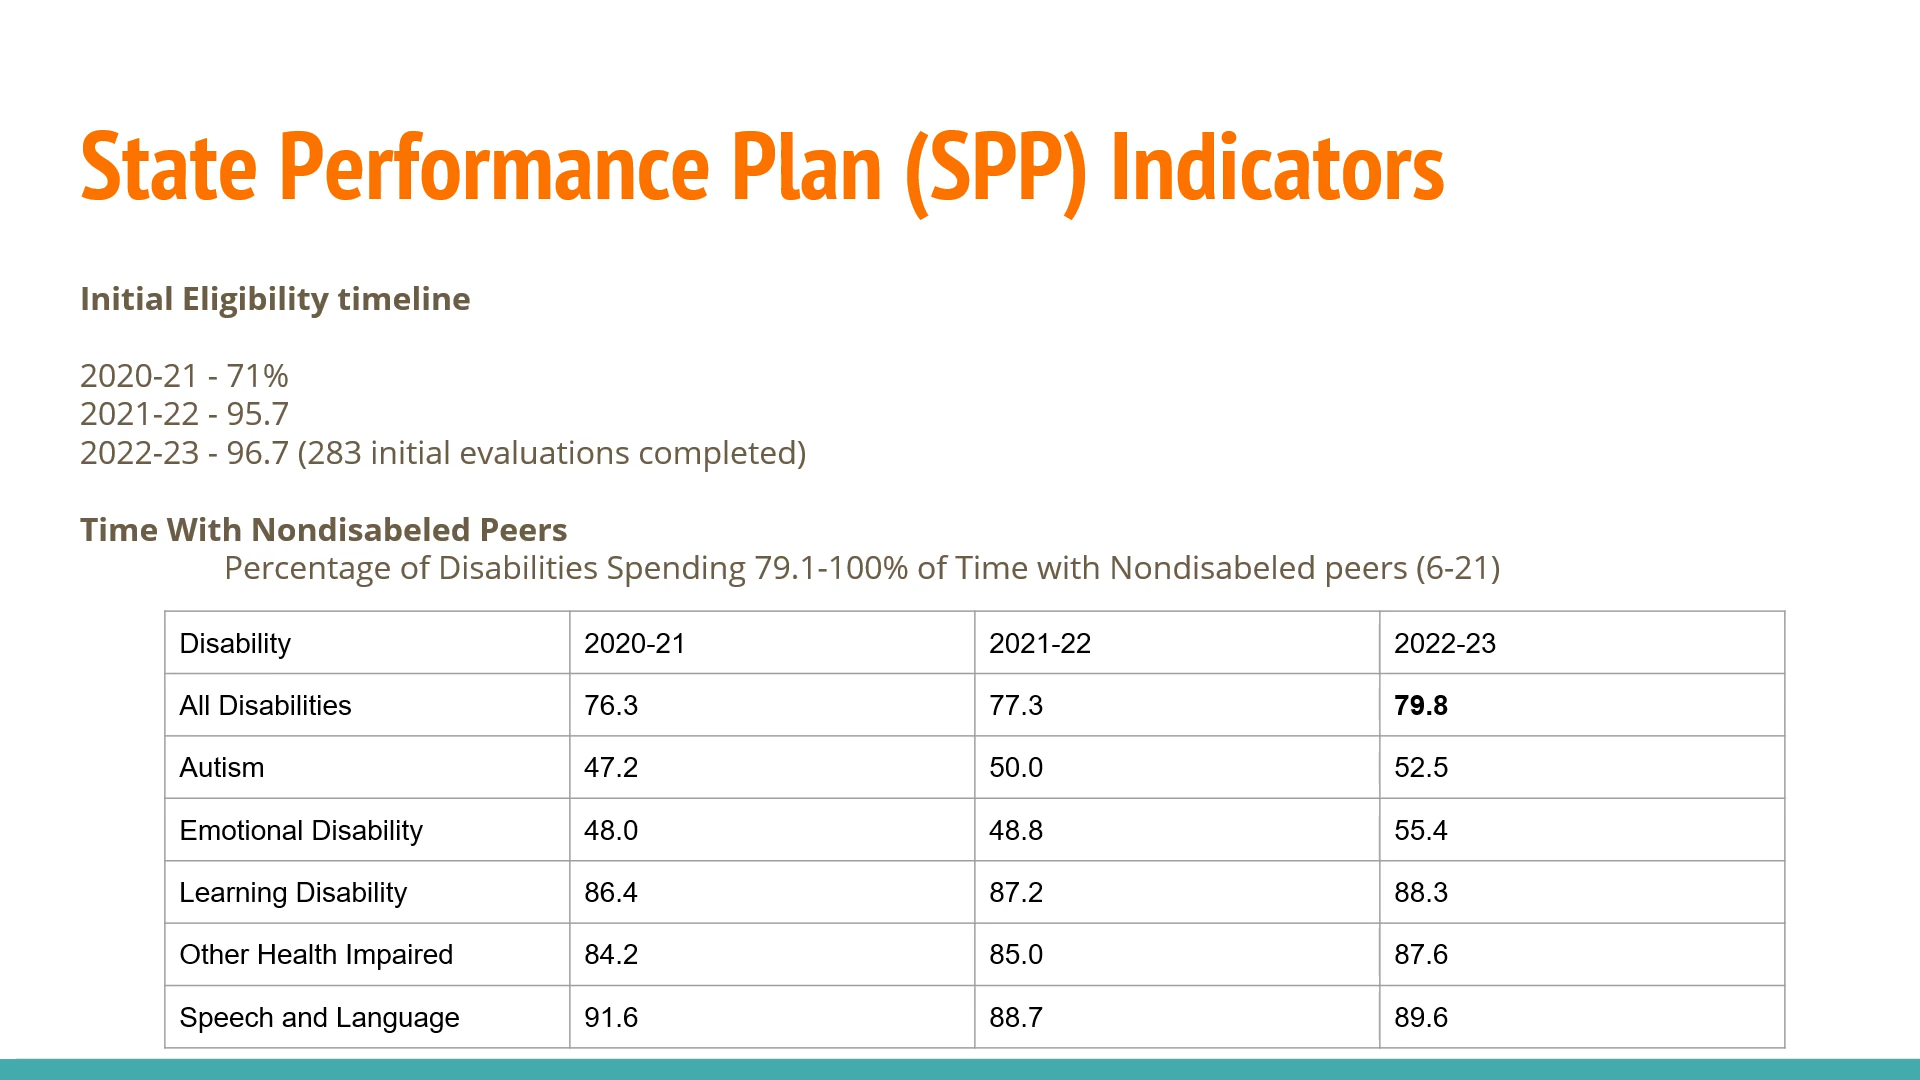 State Performance Plan (SPP) Indicators
Initial Eligibility timeline
2020-21 - 71%
2021-22 - 95.7
2022-23 - 96.7 (283 initial evaluations completed)
Time With Nondisabeled Peers
Percentage of Disabilities Spending 79.1-100% of Time with Nondisabeled peers (6-21)
Disability 2020-21 2021-22 2022-23
All Disabilities 76.3 77.3 79.8
Autism 47.2 50.0 52.5
Emotional Disability 48.0 48.8 55.4
Learning Disability 86.4 87.2 88.3
Other Health Impaired 84.2 85.0 87.6
Speech and Language 91.6 88.7 89.6